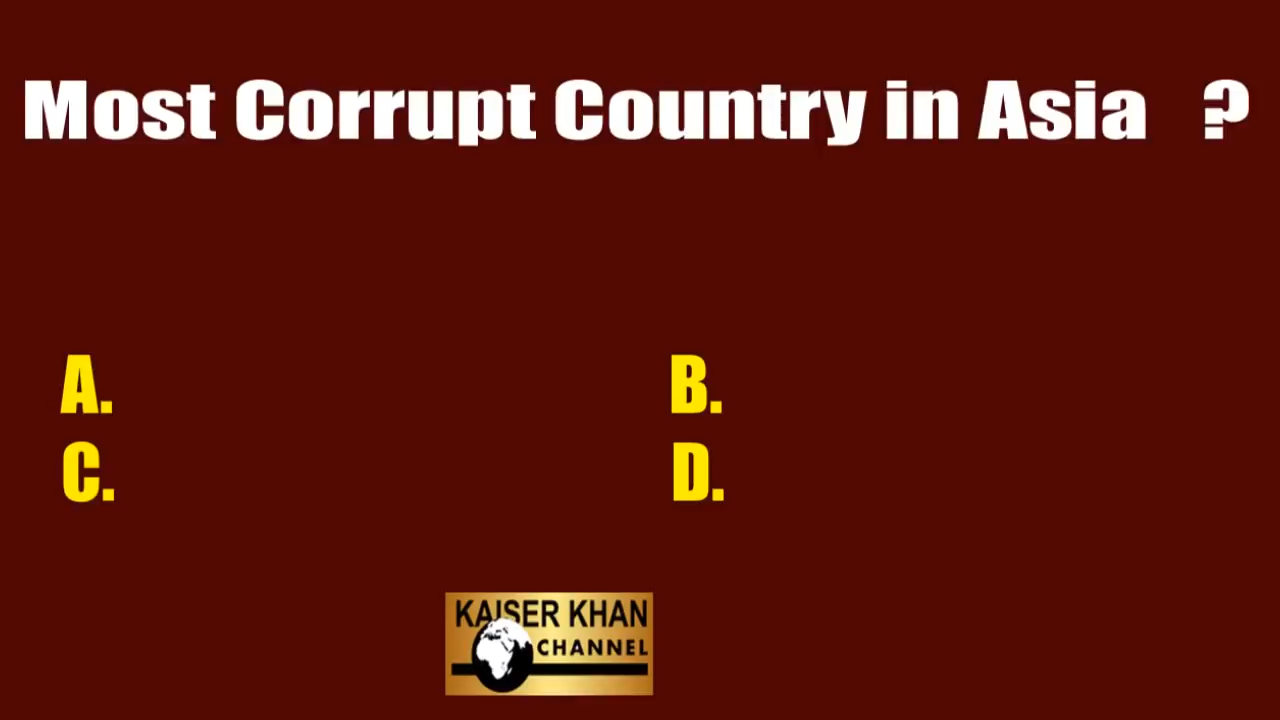 Most Corrupt Country in Asia ?
A. B.
C. D.
KAISER KHAN
CHANNEL